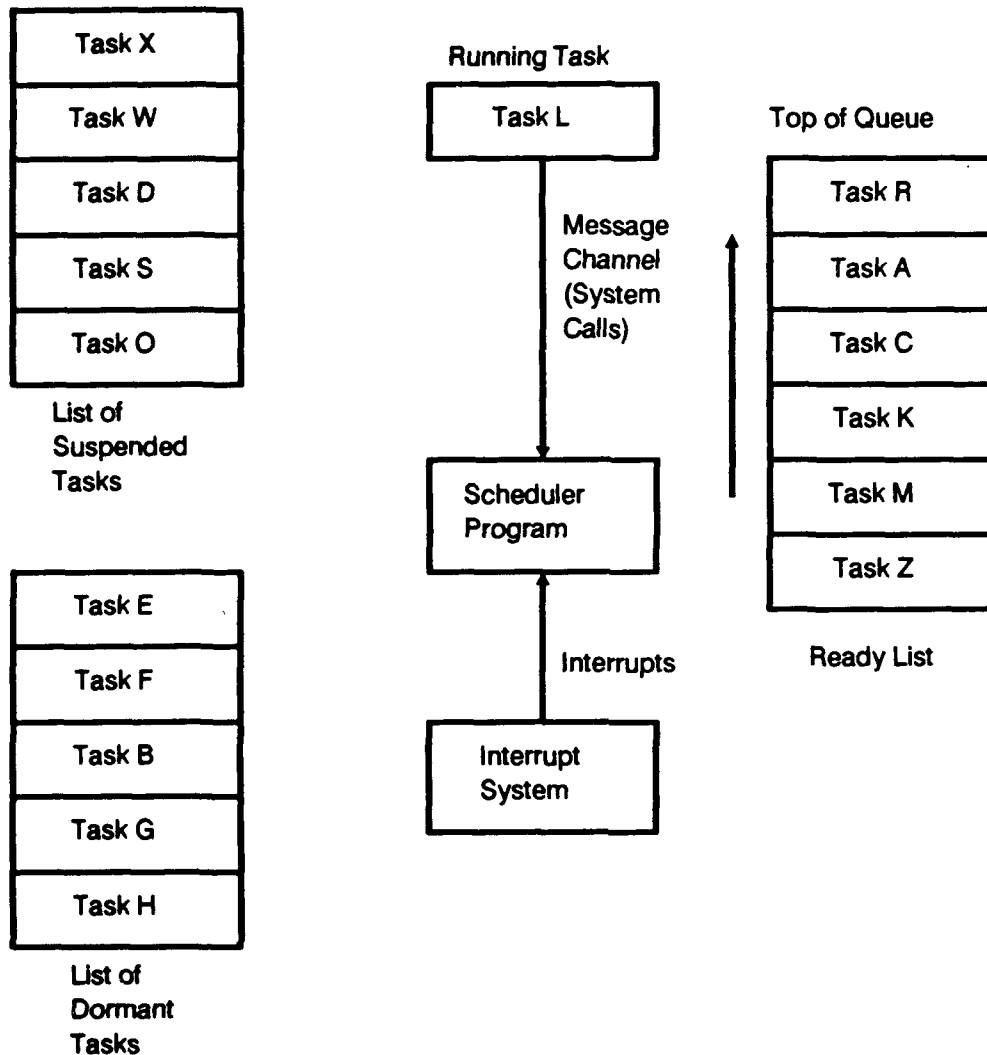 Task X
Task W
Task D
Task S
Task O
List of
Suspended
Tasks
Task E
Task F
Task B
Task G
Task H
List of
Dormant
Tasks
Running Task
Task L
Message
Channel
(System
Calls)
Scheduler
Program
Interrupts
Interrupt
System
Top of Queue
Task R
Task A
Task C
Task K
Task M
Task Z
Ready List